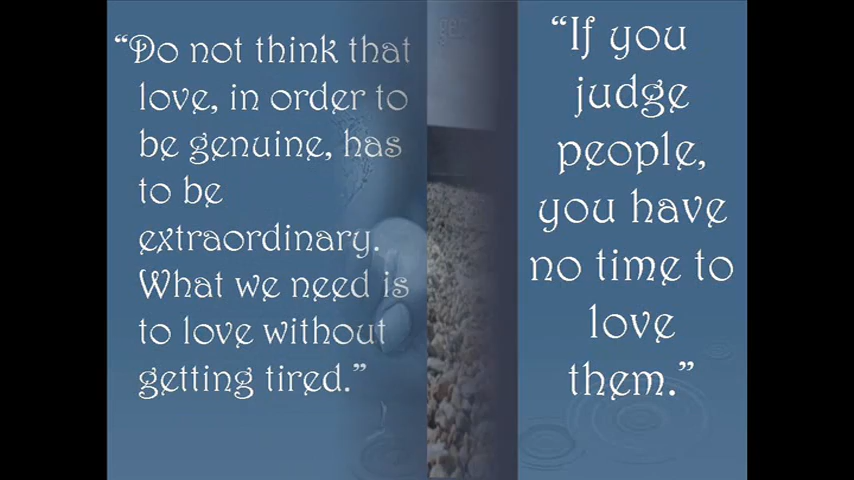 “Do not think that
love, in order to
be genuine, has
to be
extraordinary.
What we need is
to love without
getting tired.”
“If you
judge
people,
you have
no time to
love
them.”